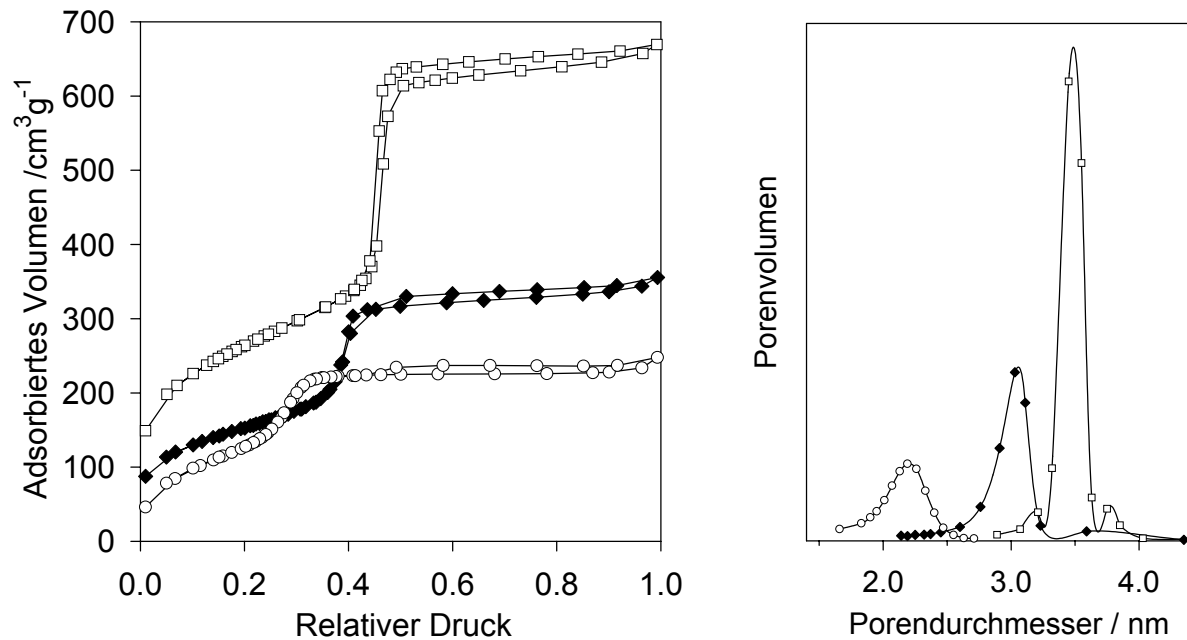 Adsorbiertes Volumen /cm³g⁻¹
700
600
500
400
300
200
100
0
0.0 0.2 0.4 0.6 0.8 1.0
Relativer Druck
Porenvolumen
2.0 3.0 4.0
Porendurchmesser / nm